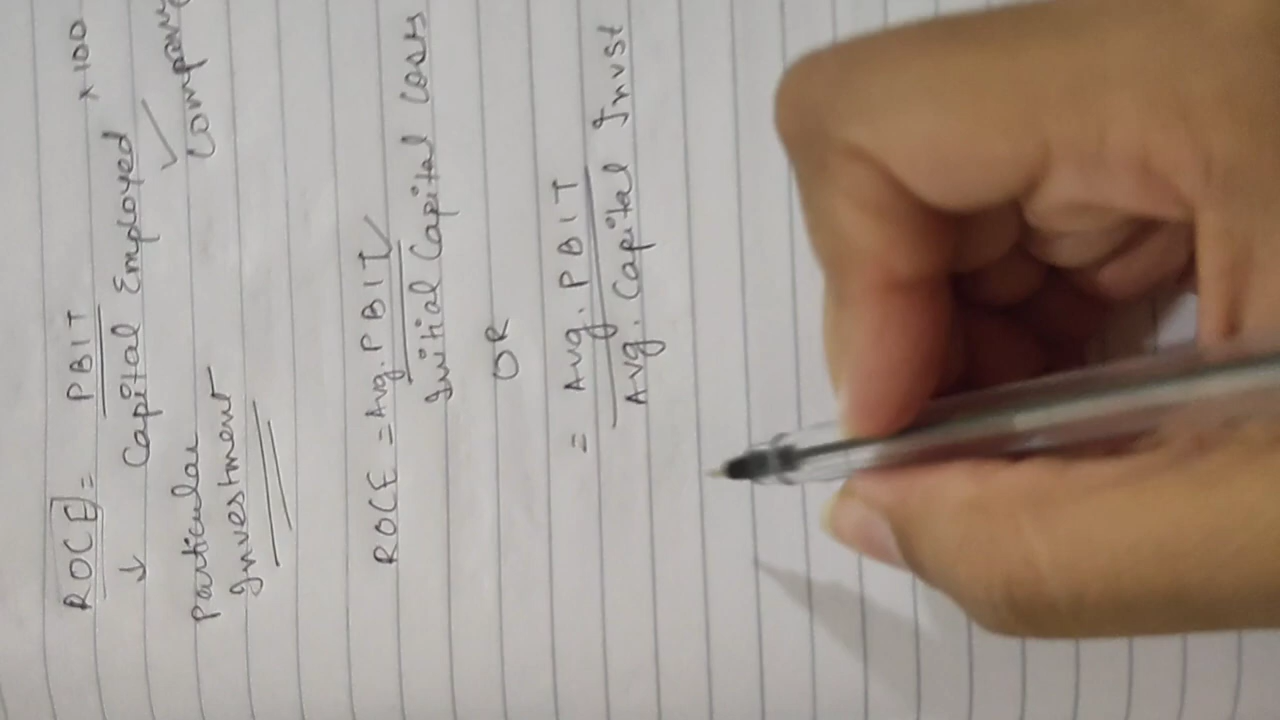 ROCE = PBIT × 100
Capital Employed
↓ ✓
Particular Company
Investment
ROCE = Avg. PBIT
Initial Capital Costs
OR
= Avg. PBIT
Avg. Capital Invst